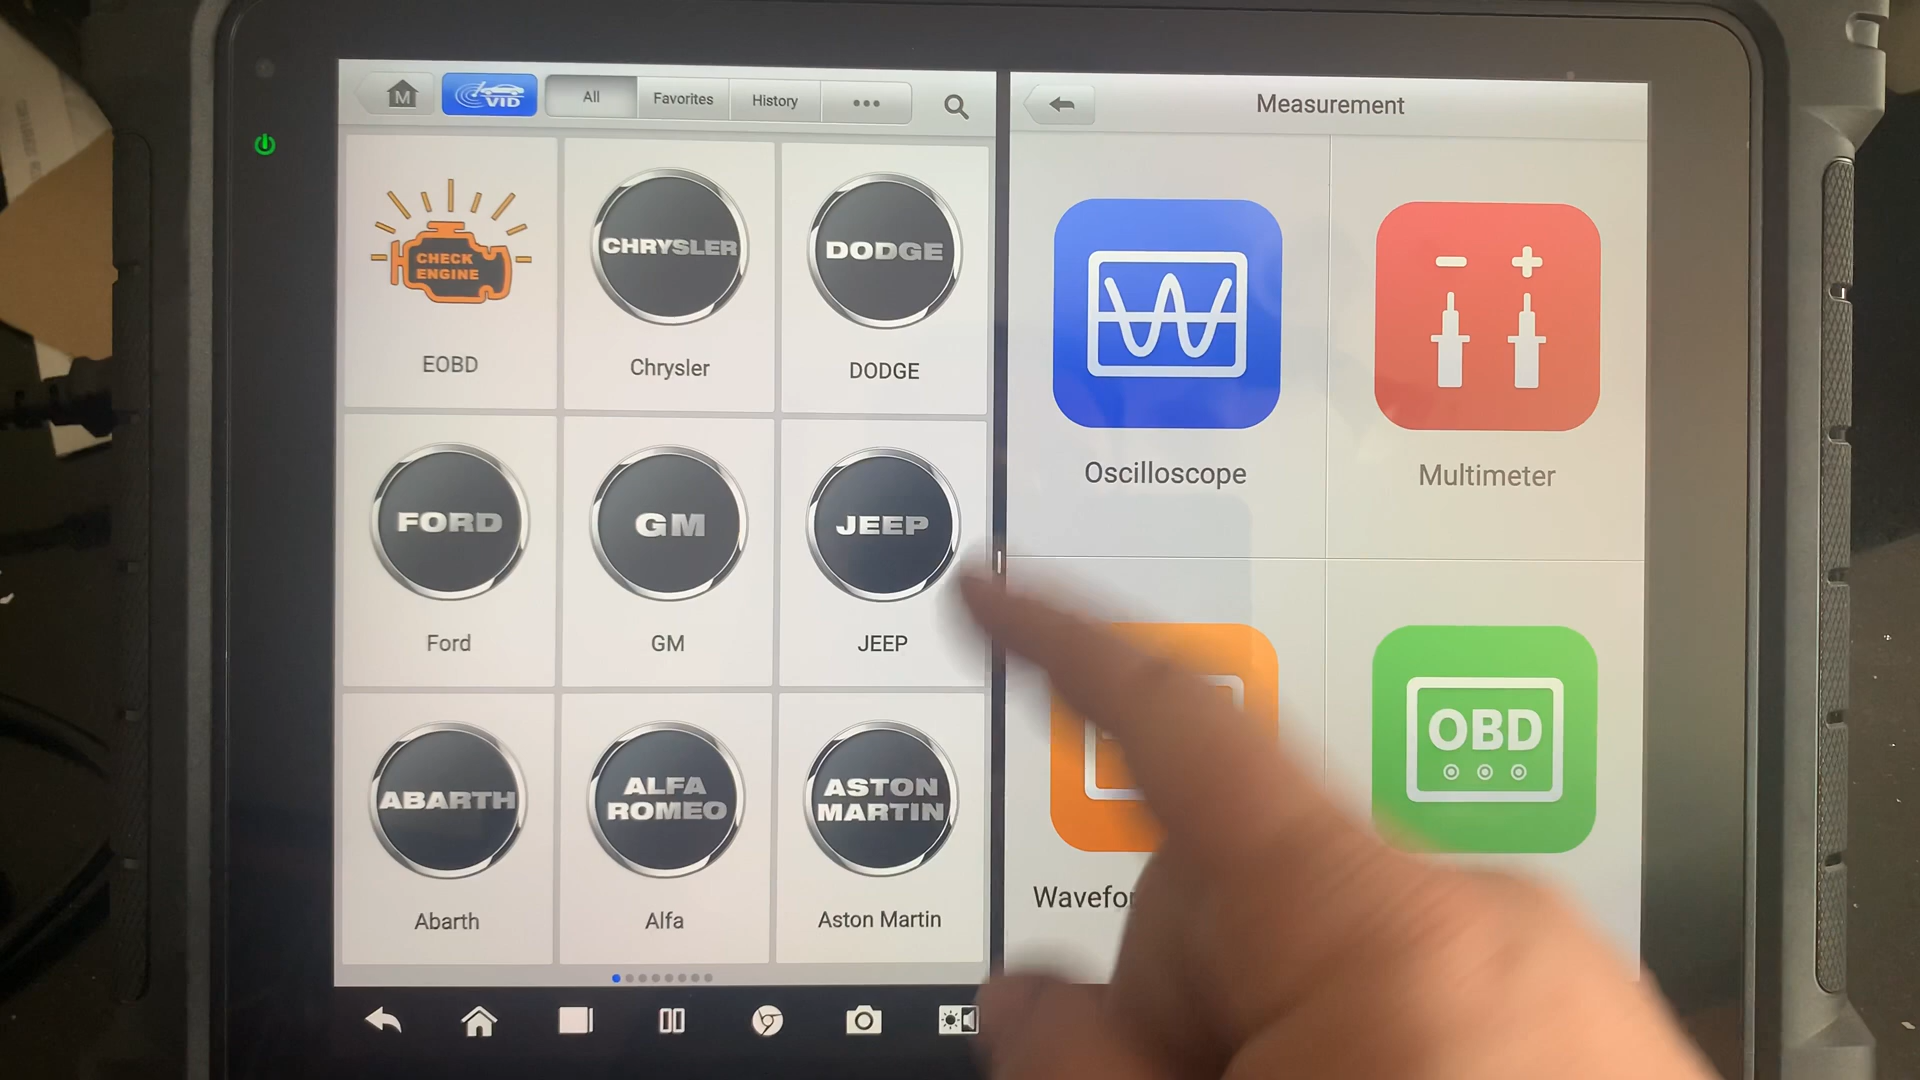 M
VID
All
Favorites
History
Measurement
CHECK
ENGINE
CHRYSLER
DODGE
EOBD
Chrysler
DODGE
Oscilloscope
Multimeter
FORD
GM
JEEP
Ford
GM
JEEP
OBD
ABARTH
ALFA
ROMEO
ASTON
MARTIN
Abarth
Alfa
Aston Martin